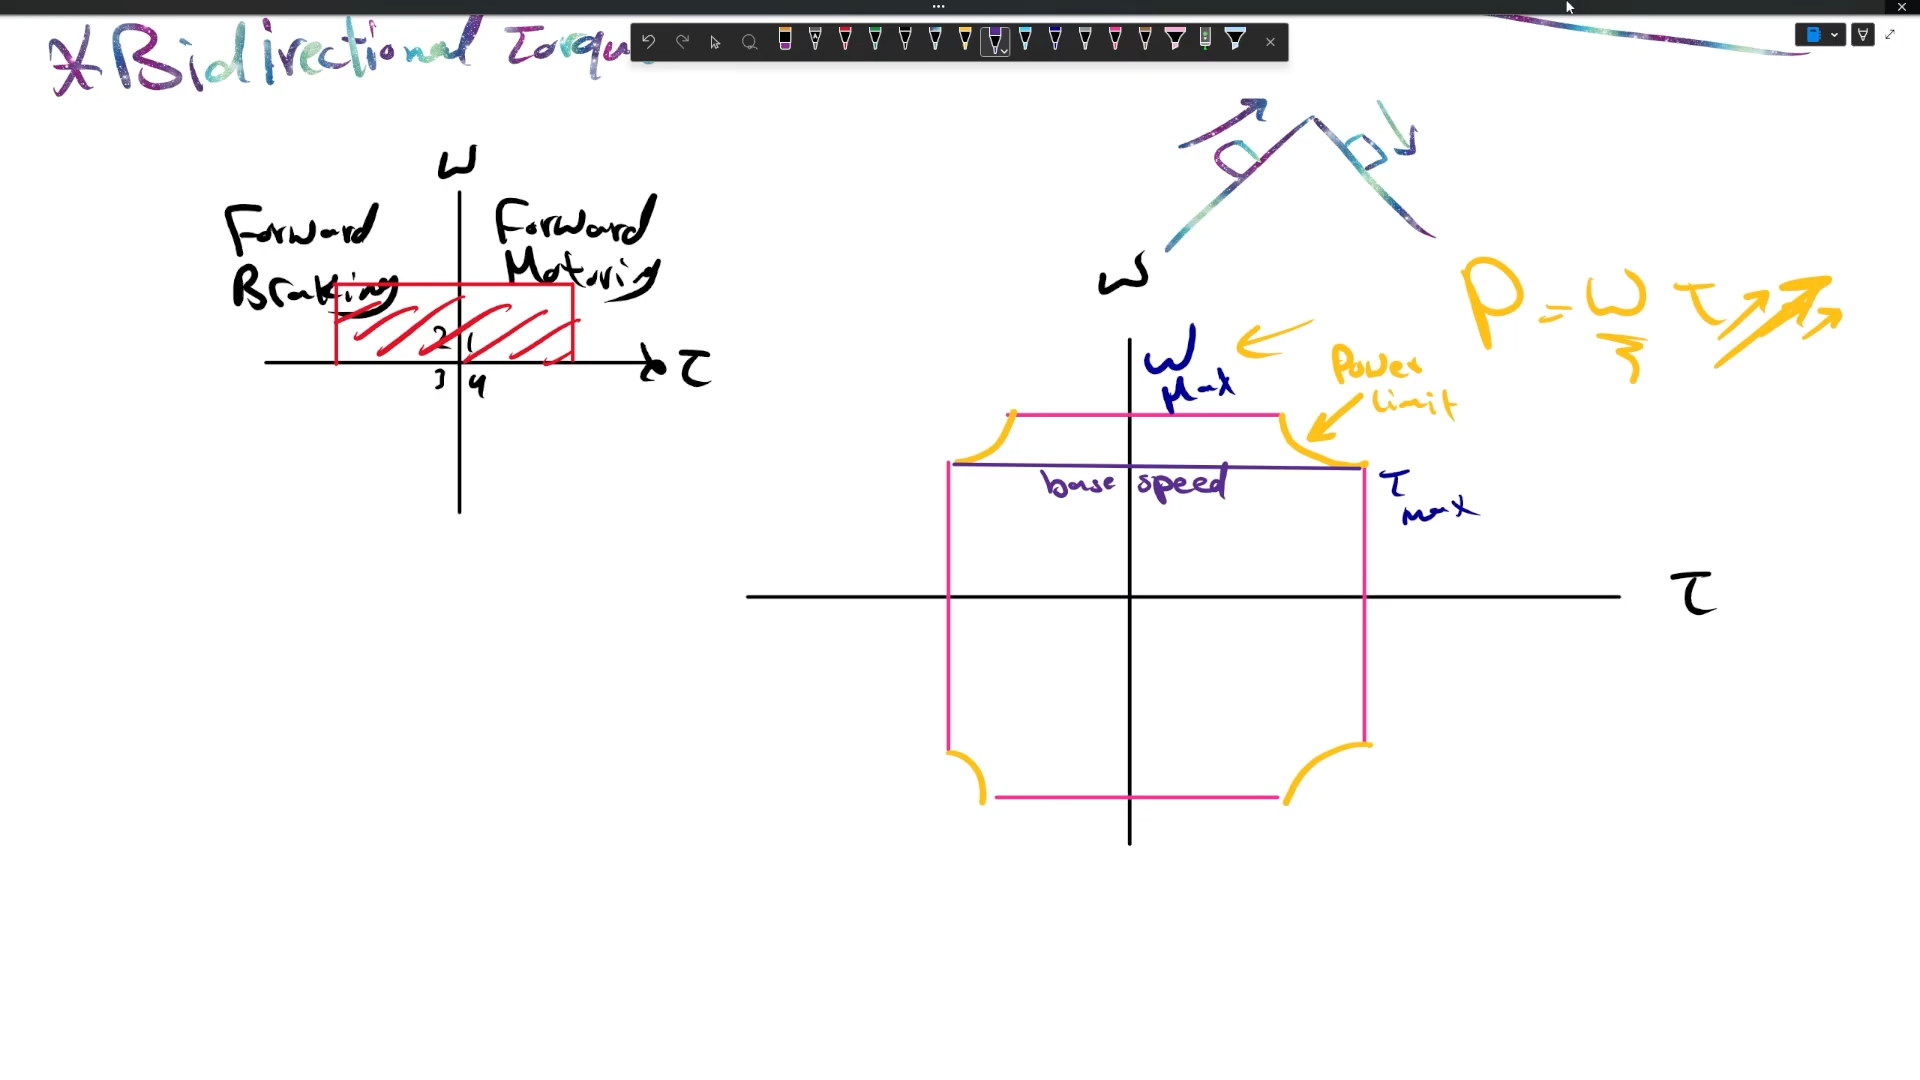 *Bidirectional Torqu
ω
Forward
Braking
Forward
Motoring
2 1
3 4
τ
ω
P = ω τ
ω
Max
Power
limit
base speed
τ
max
τ